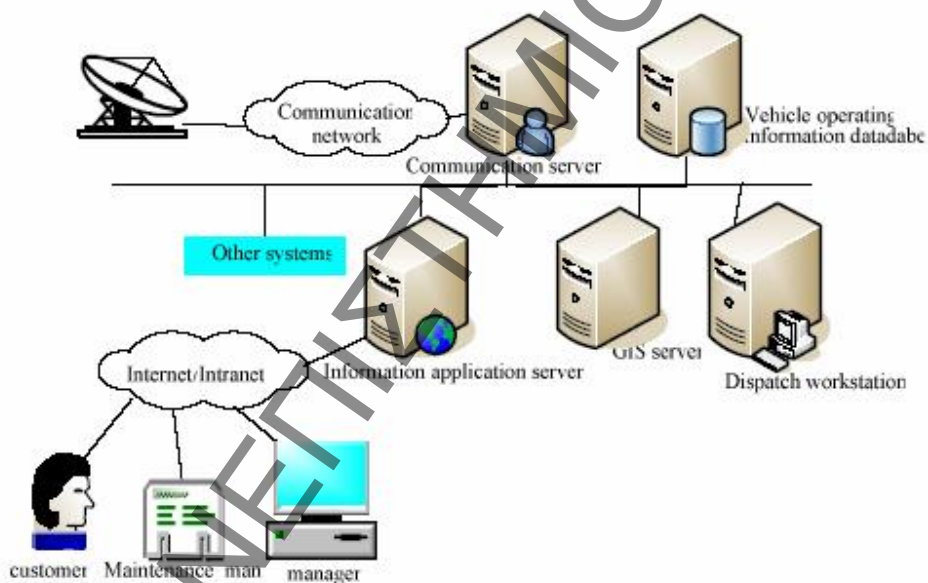 Communication
network
Communication server
Vehicle operating
information datadabe
Other systems
Internet/Intranet
Information application server
GIS server
Dispatch workstation
customer
Maintenance man
manager
ΝΕΠΙΣΤΗΜΙΟ